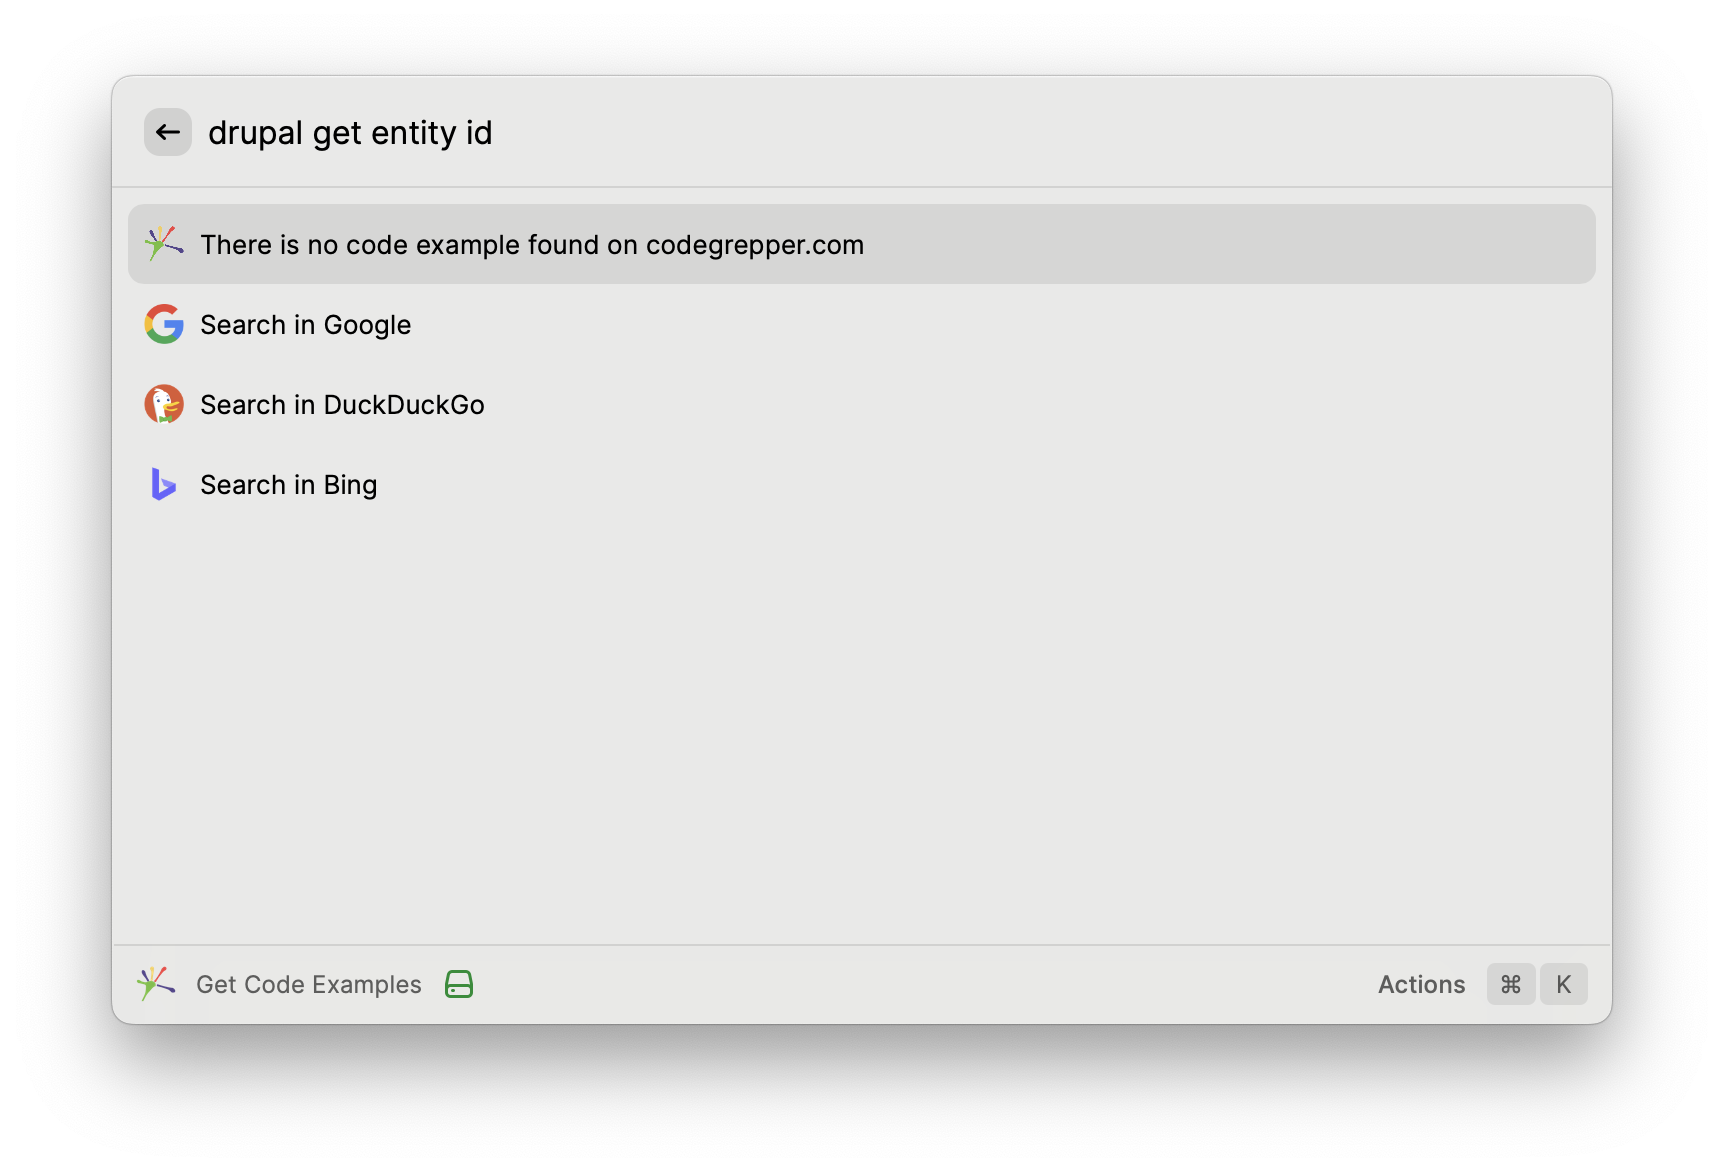 drupal get entity id
There is no code example found on codegrepper.com
Search in Google
Search in DuckDuckGo
Search in Bing
Get Code Examples
Actions ⌘ K